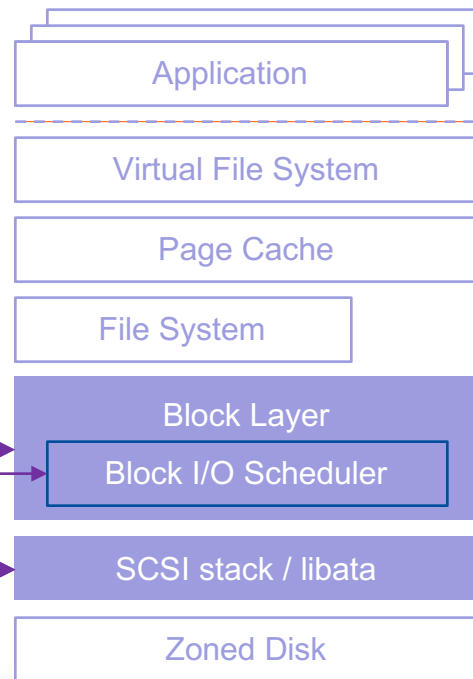 Application
Virtual File System
Page Cache
File System
Block Layer
Block I/O Scheduler
SCSI stack / libata
Zoned Disk